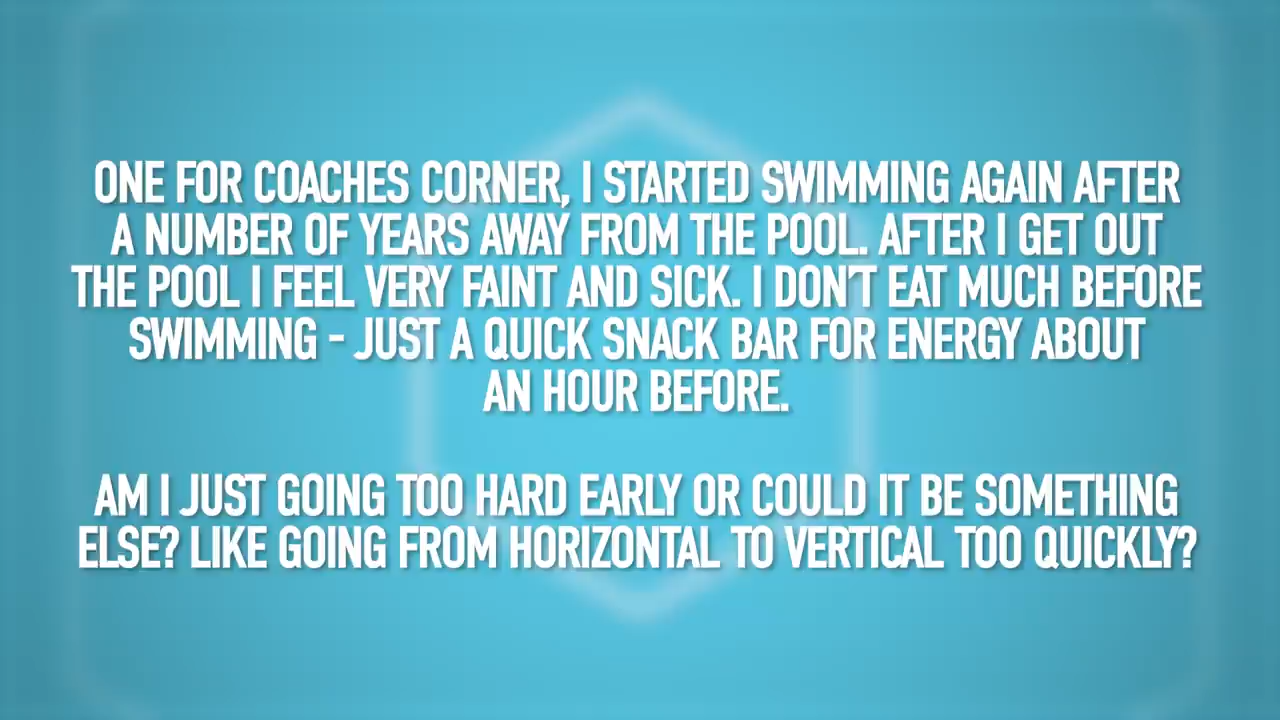 ONE FOR COACHES CORNER, I STARTED SWIMMING AGAIN AFTER
A NUMBER OF YEARS AWAY FROM THE POOL. AFTER I GET OUT
THE POOL I FEEL VERY FAINT AND SICK. I DON'T EAT MUCH BEFORE
SWIMMING - JUST A QUICK SNACK BAR FOR ENERGY ABOUT
AN HOUR BEFORE.
AM I JUST GOING TOO HARD EARLY OR COULD IT BE SOMETHING
ELSE? LIKE GOING FROM HORIZONTAL TO VERTICAL TOO QUICKLY?